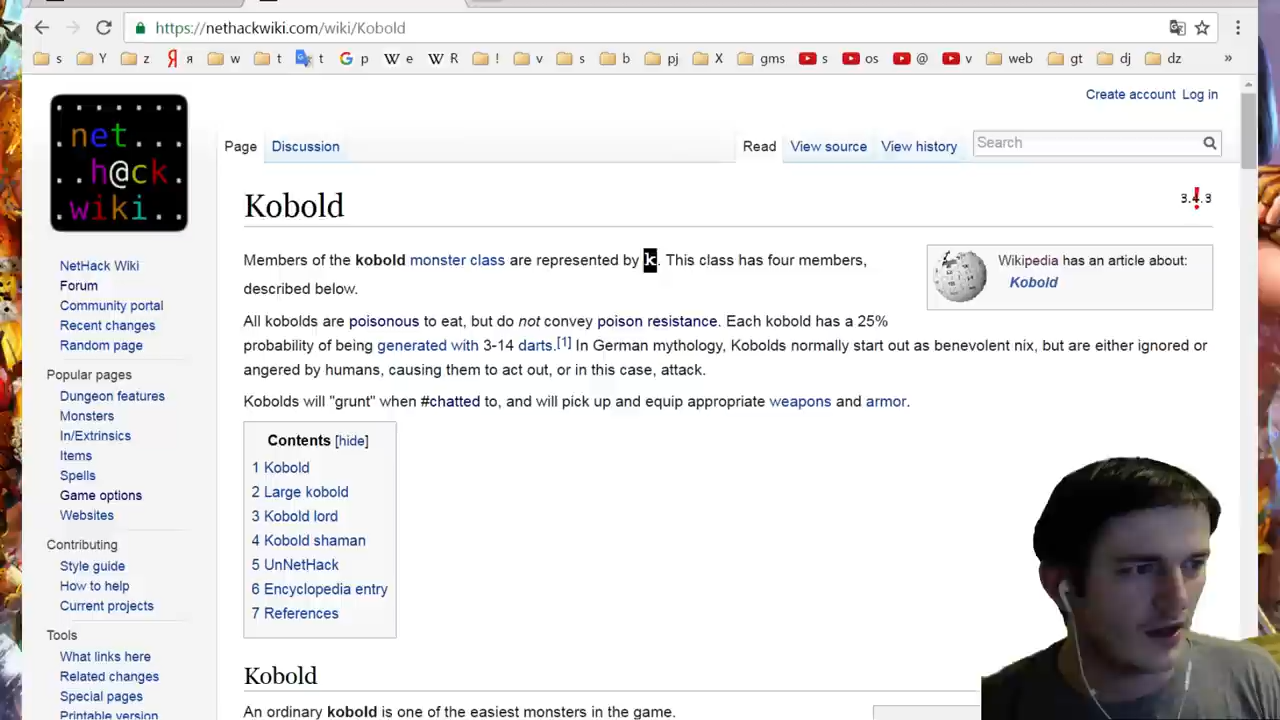 https://nethackwiki.com/wiki/Kobold
s Y z Я я w t t G p W e W R ! v s b pj X gms s os @ v web gt dj dz »
Create account Log in
net
h@ck
wiki
Page Discussion Read View source View history Search
Kobold
3.4.3
!
Members of the kobold monster class are represented by k. This class has four members,
described below.
Wikipedia has an article about:
Kobold
All kobolds are poisonous to eat, but do not convey poison resistance. Each kobold has a 25%
probability of being generated with 3-14 darts.[1] In German mythology, Kobolds normally start out as benevolent nix, but are either ignored or
angered by humans, causing them to act out, or in this case, attack.
Kobolds will "grunt" when #chatted to, and will pick up and equip appropriate weapons and armor.
Contents [hide]
1 Kobold
2 Large kobold
3 Kobold lord
4 Kobold shaman
5 UnNetHack
6 Encyclopedia entry
7 References
Kobold
An ordinary kobold is one of the easiest monsters in the game.
NetHack Wiki
Forum
Community portal
Recent changes
Random page
Popular pages
Dungeon features
Monsters
In/Extrinsics
Items
Spells
Game options
Websites
Contributing
Style guide
How to help
Current projects
Tools
What links here
Related changes
Special pages
Printable version